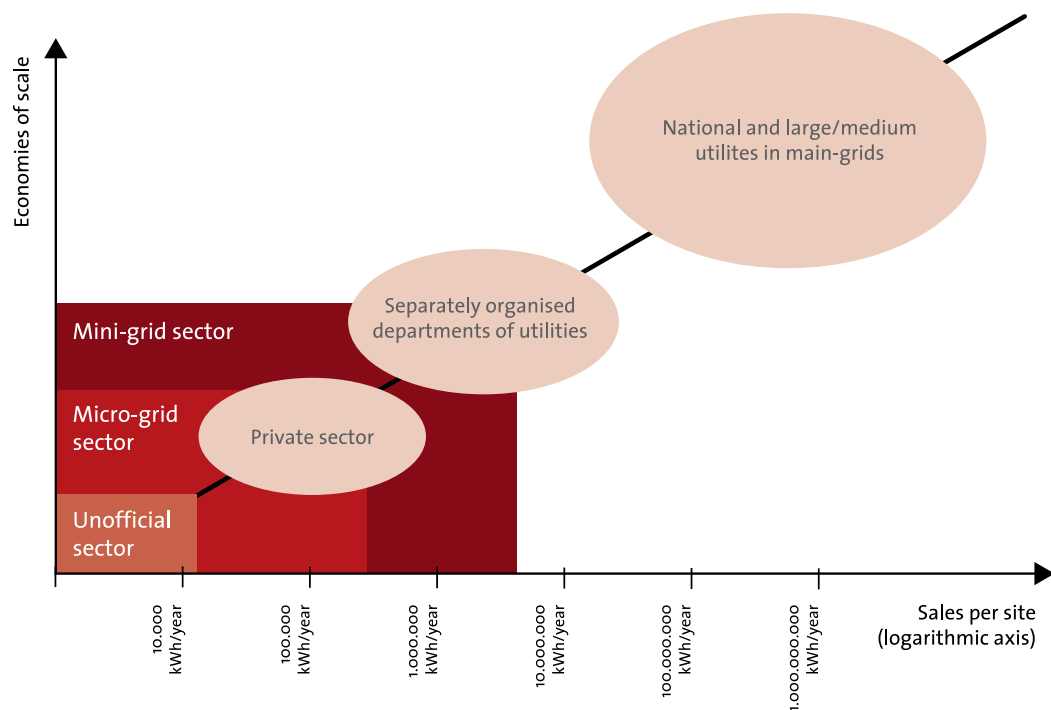 Economies of scale
National and large/medium
utilites in main-grids
Separately organised
departments of utilities
Mini-grid sector
Micro-grid
sector
Private sector
Unofficial
sector
10.000
kWh/year
100.000
kWh/year
1.000.000
kWh/year
10.000.000
kWh/year
100.000.000
kWh/year
1.000.000.000
kWh/year
Sales per site
(logarithmic axis)